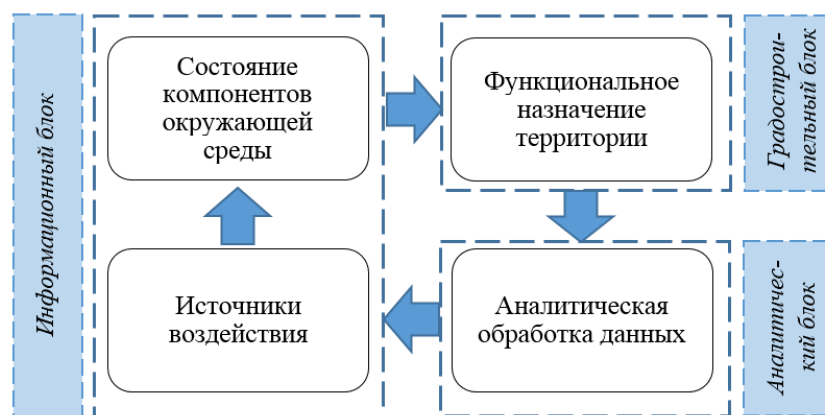 Информационный блок
Состояние
компонентов
окружающей
среды
Функциональное
назначение
территории
Градострои-
тельный блок
Источники
воздействия
Аналитическая
обработка данных
Аналитичес-
кий блок